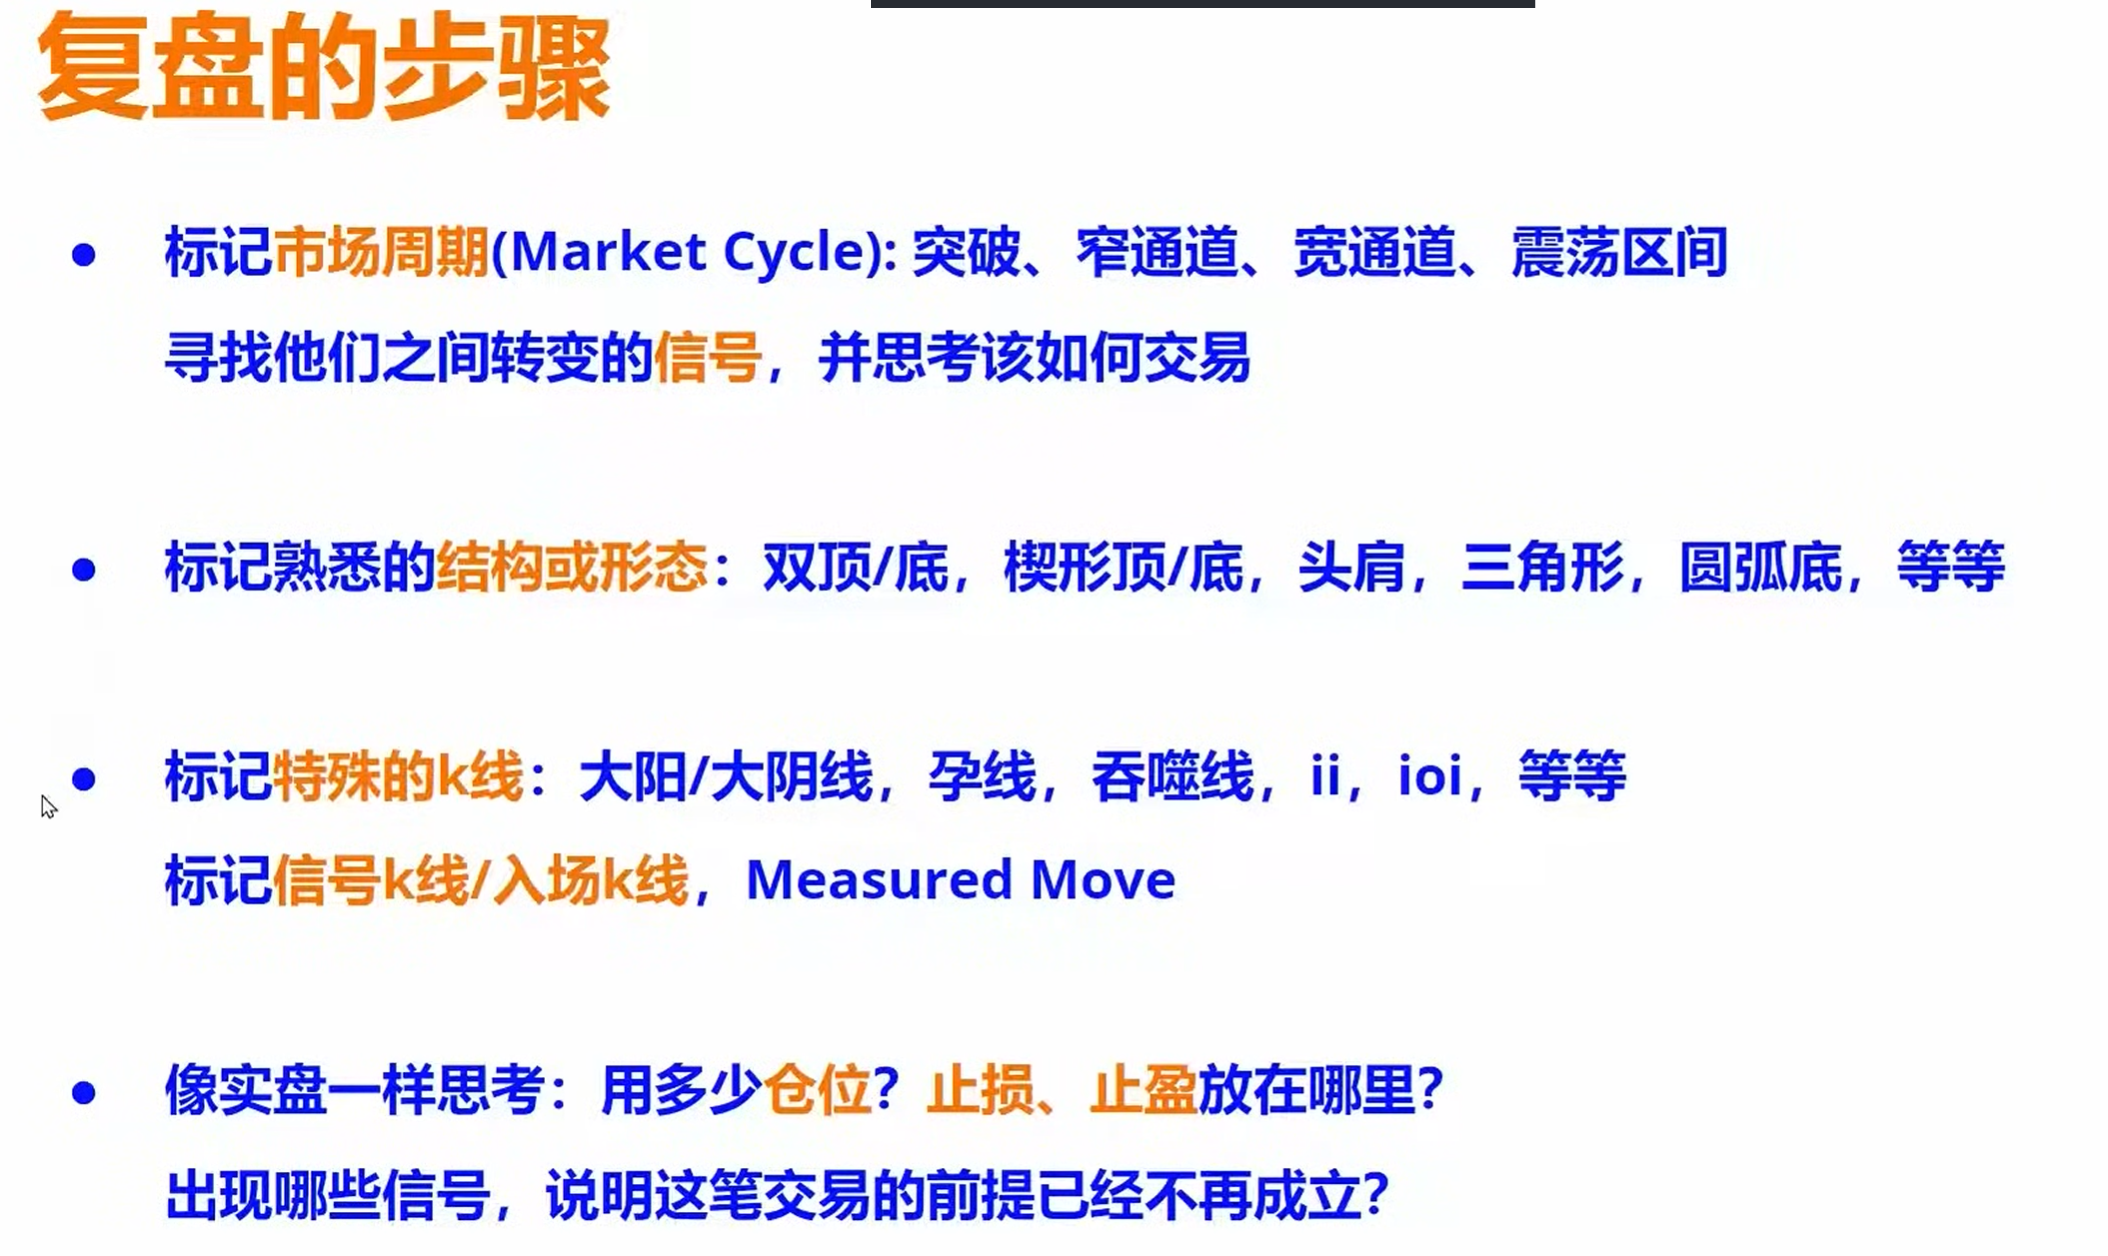 复盘的步骤
标记市场周期(Market Cycle): 突破、窄通道、宽通道、震荡区间
寻找他们之间转变的信号，并思考该如何交易
标记熟悉的结构或形态：双顶/底，楔形顶/底，头肩，三角形，圆弧底，等等
标记特殊的k线：大阳/大阴线，孕线，吞噬线，ii，ioi，等等
标记信号k线/入场k线，Measured Move
像实盘一样思考：用多少仓位？止损、止盈放在哪里？
出现哪些信号，说明这笔交易的前提已经不再成立？